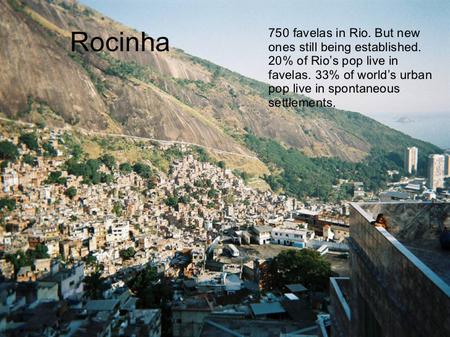 Rocinha
750 favelas in Rio. But new
ones still being established.
20% of Rio's pop live in
favelas. 33% of world's urban
pop live in spontaneous
settlements.